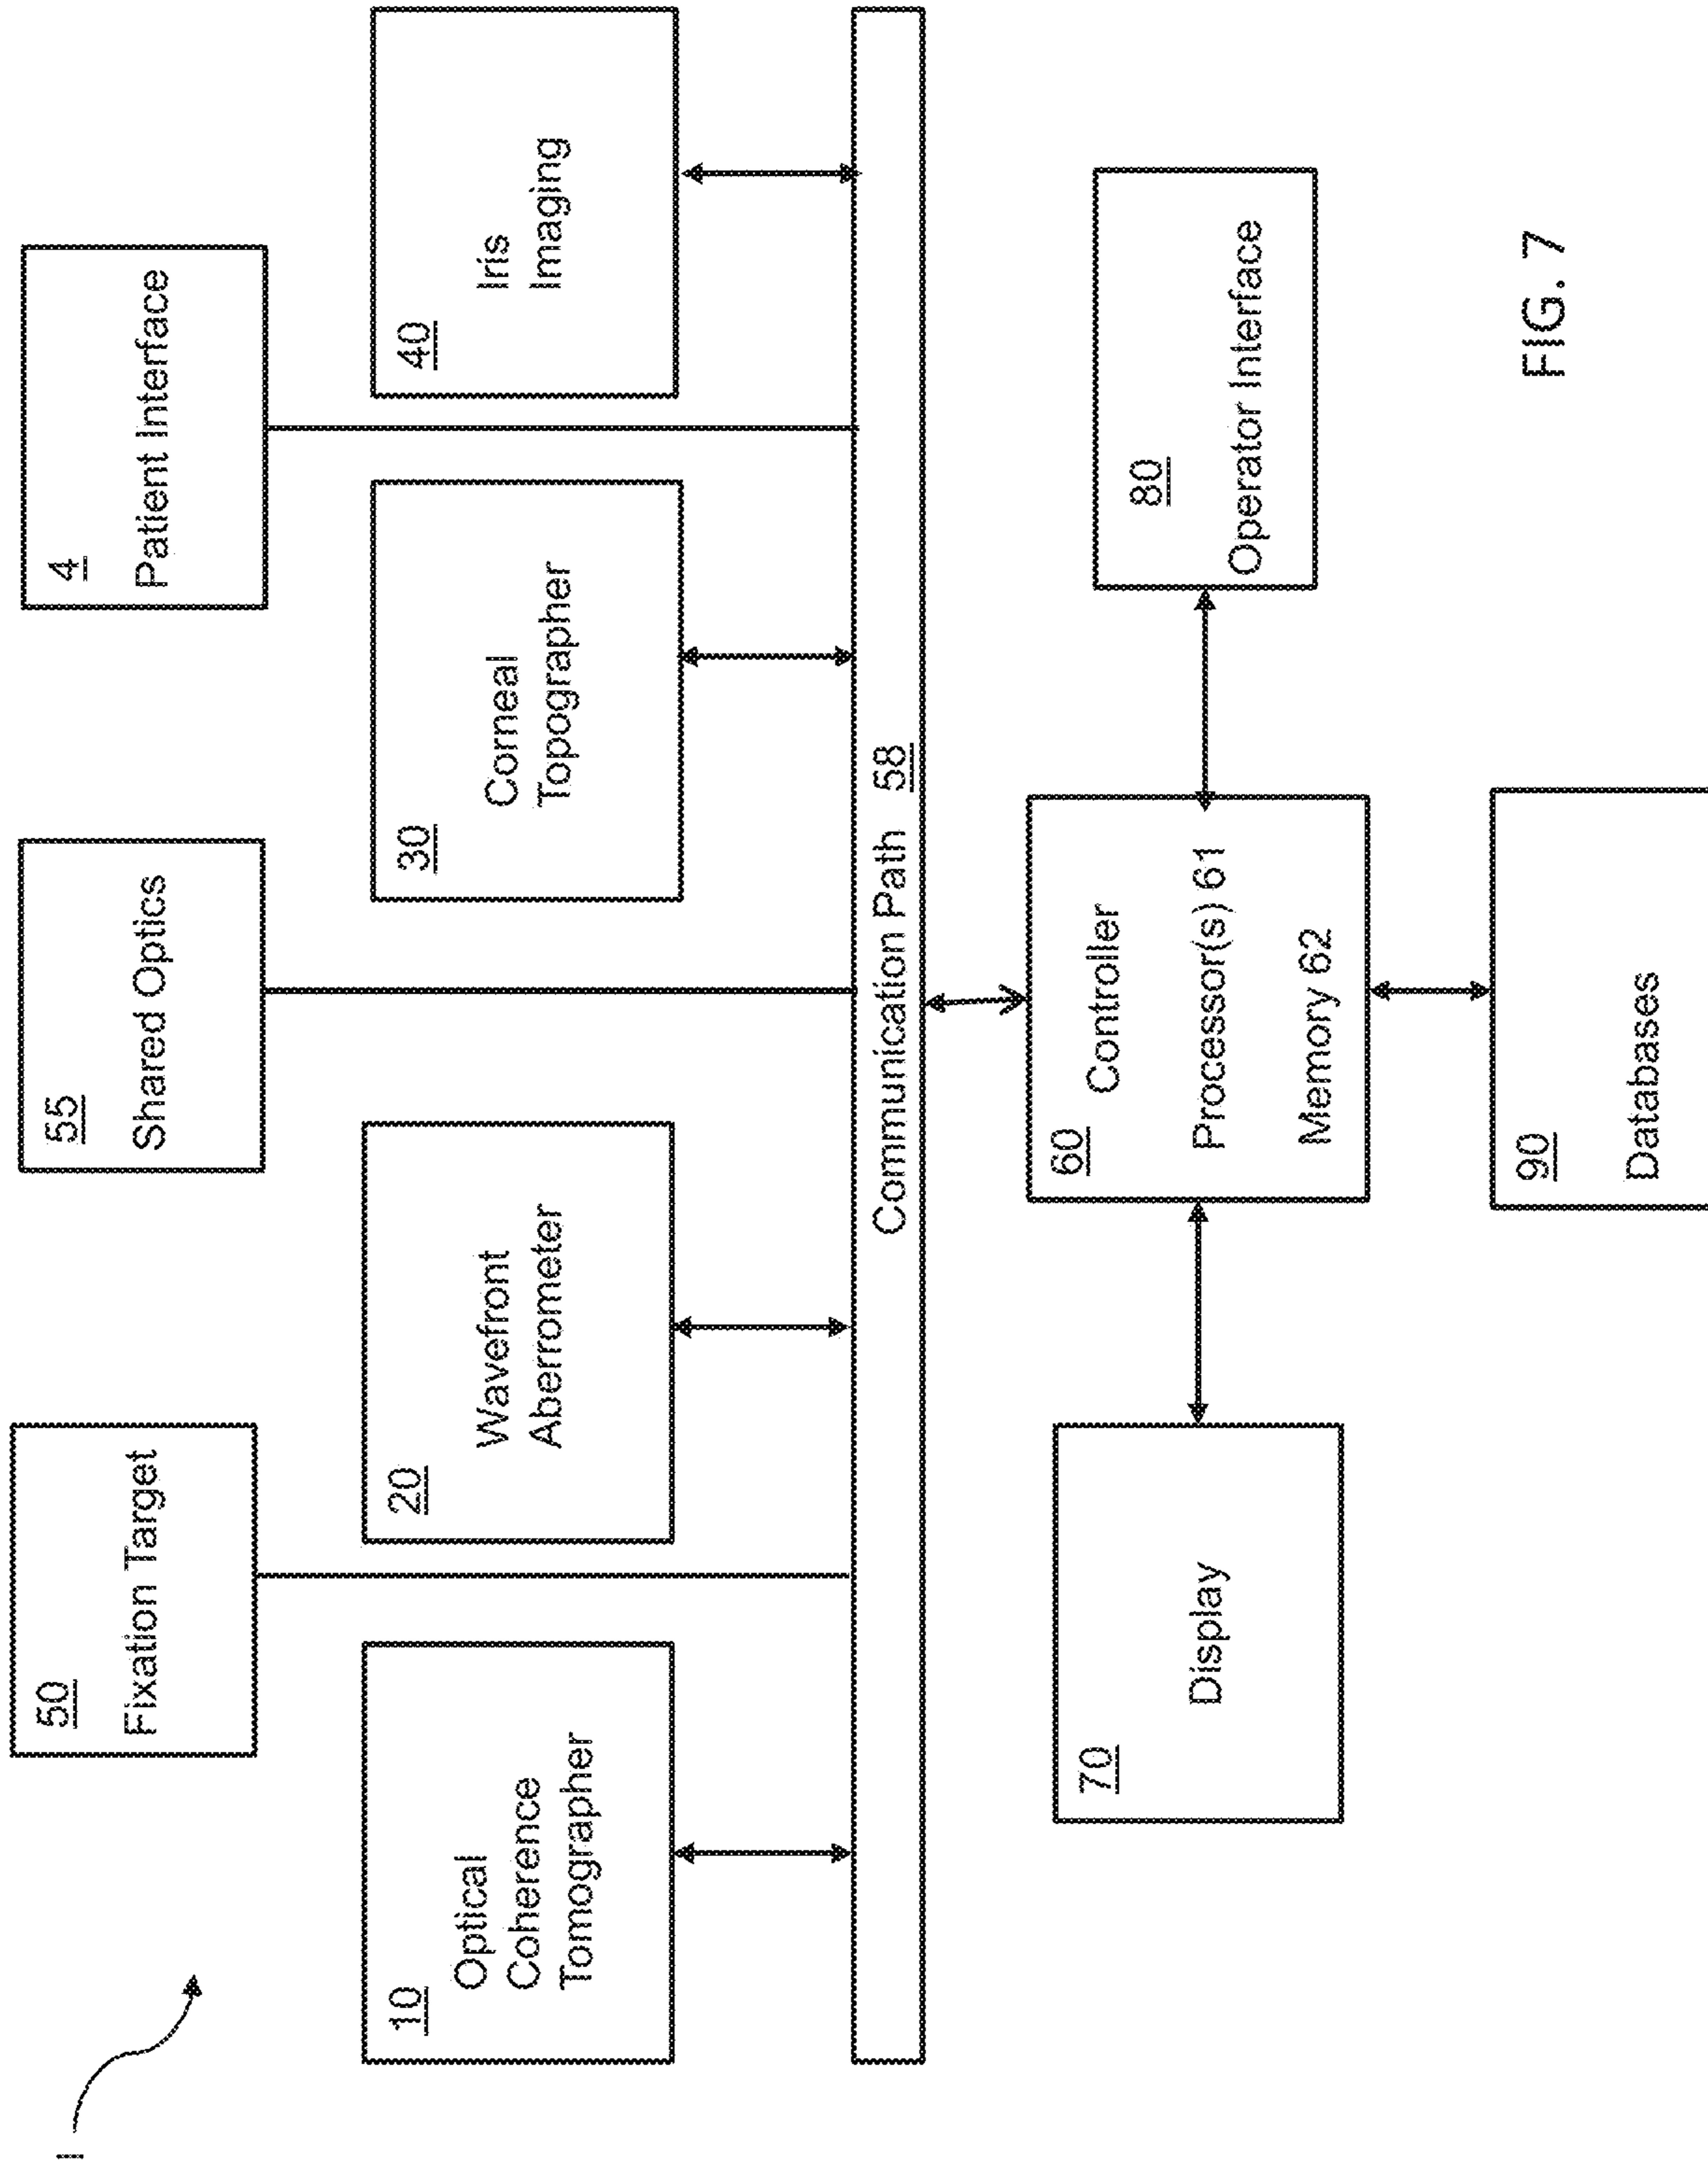 1
50
Fixation Target
55
Shared Optics
4
Patient Interface
10
Optical
Coherence
Tomographer
20
Wavefront
Aberrometer
30
Corneal
Topographer
40
Iris
Imaging
Communication Path 58
70
Display
60
Controller
Processor(s) 61
Memory 62
80
Operator Interface
90
Databases
FIG. 7